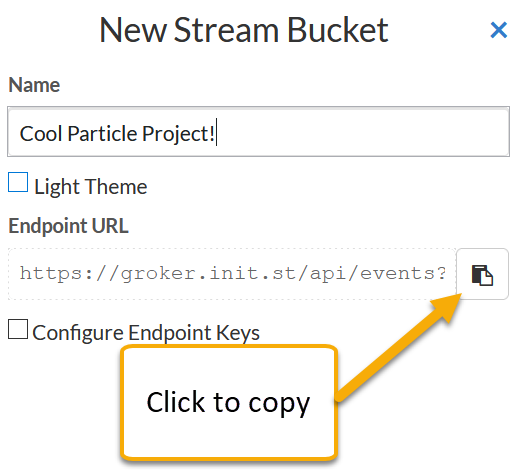 New Stream Bucket
Name
Cool Particle Project!
Light Theme
Endpoint URL
https://groker.init.st/api/events?
Configure Endpoint Keys
Click to copy